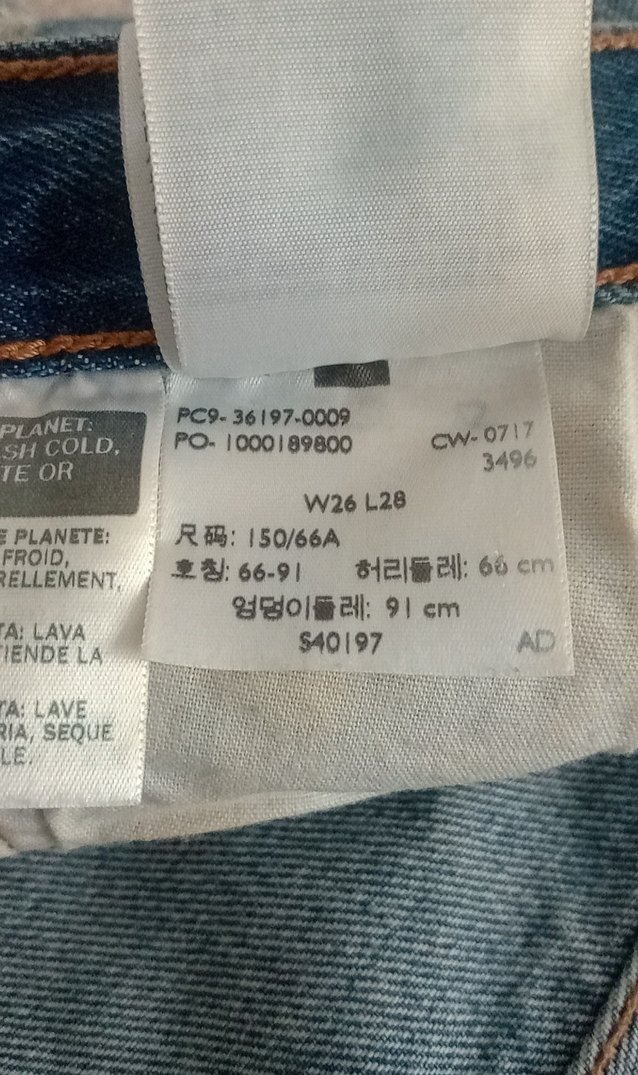 PLANET:
SH COLD,
TE OR
E PLANETE:
FROID,
RELLEMENT,
TA: LAVA
TIENDE LA
TA: LAVE
RIA, SEQUE
LE.
PC9-36197-0009
PO-1000189800
CW-0717
3496
W26 L28
尺码: 150/66A
호칭: 66-91 허리둘레: 66 cm
엉덩이둘레: 91 cm
S40197 AD